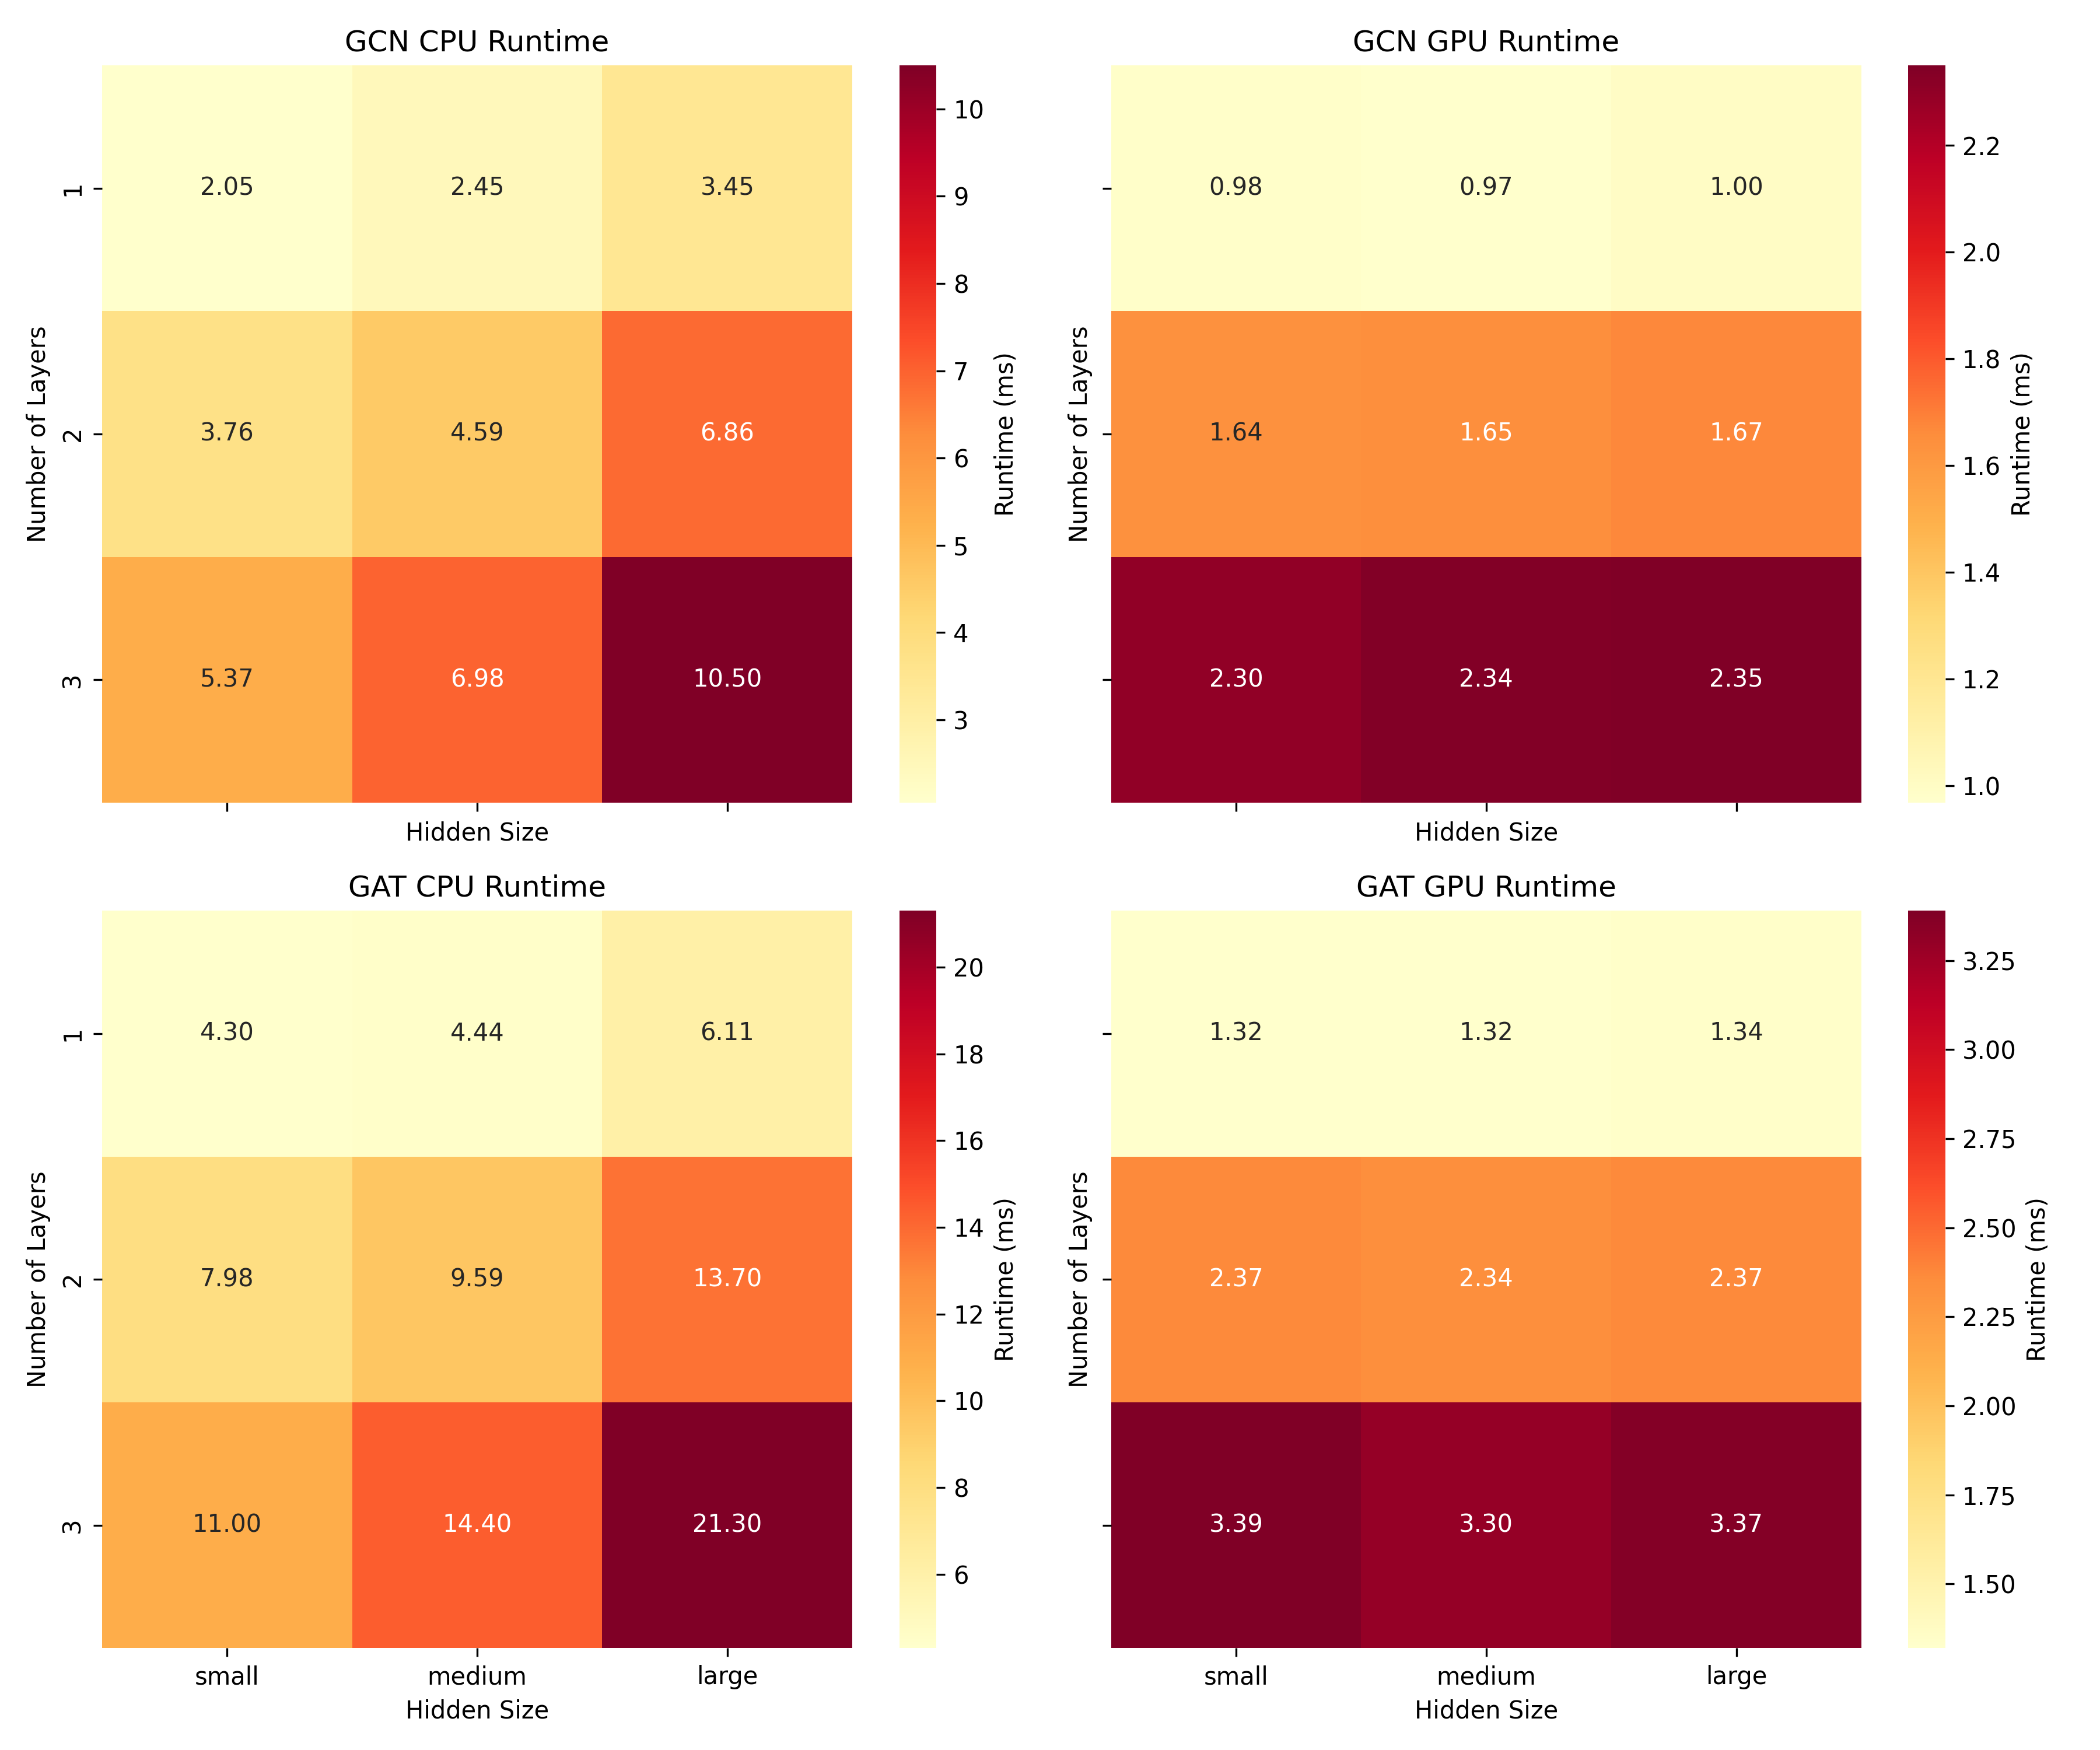 GCN CPU Runtime
2.05 2.45 3.45
3.76 4.59 6.86
5.37 6.98 10.50
1
2
3
Number of Layers
Hidden Size
10
9
8
7
6
5
4
3
Runtime (ms)
GCN GPU Runtime
0.98 0.97 1.00
1.64 1.65 1.67
2.30 2.34 2.35
Number of Layers
Hidden Size
2.2
2.0
1.8
1.6
1.4
1.2
1.0
Runtime (ms)
GAT CPU Runtime
4.30 4.44 6.11
7.98 9.59 13.70
11.00 14.40 21.30
1
2
3
Number of Layers
small medium large
Hidden Size
20
18
16
14
12
10
8
6
Runtime (ms)
GAT GPU Runtime
1.32 1.32 1.34
2.37 2.34 2.37
3.39 3.30 3.37
Number of Layers
small medium large
Hidden Size
3.25
3.00
2.75
2.50
2.25
2.00
1.75
1.50
Runtime (ms)